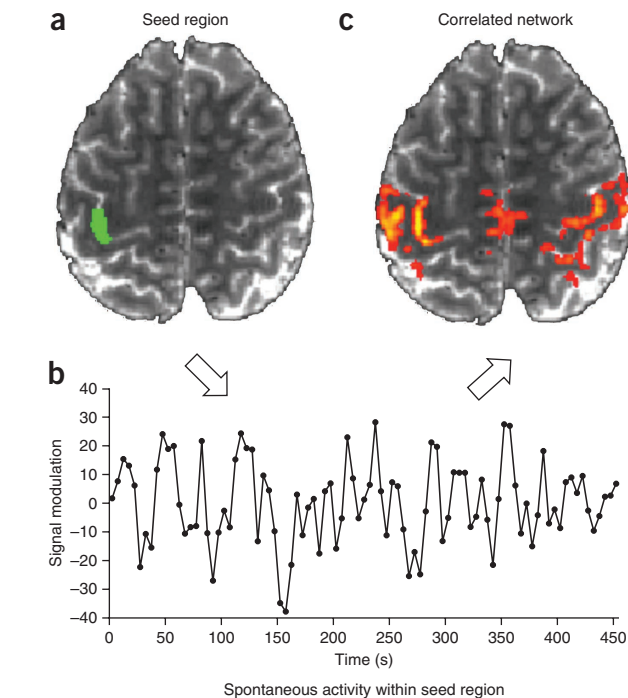 a
Seed region
c
Correlated network
b
40
30
20
10
0
−10
−20
−30
−40
Signal modulation
0 50 100 150 200 250 300 350 400 450
Time (s)
Spontaneous activity within seed region